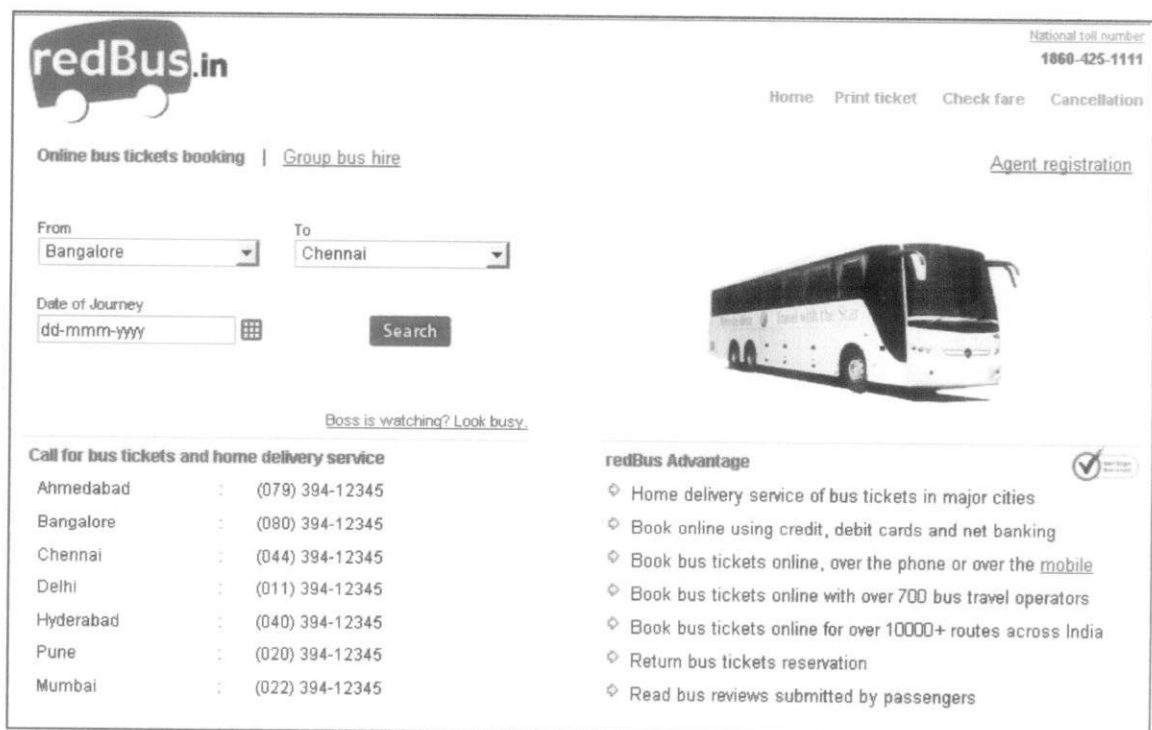 redBus.in
National toll number
1860-425-1111
Home Print ticket Check fare Cancellation
Online bus tickets booking | Group bus hire
Agent registration
From
To
Bangalore
Chennai
Date of Journey
dd-mmm-yyyy
Search
Travel with the Star
Boss is watching? Look busy.
Call for bus tickets and home delivery service
Ahmedabad : (079) 394-12345
Bangalore : (080) 394-12345
Chennai : (044) 394-12345
Delhi : (011) 394-12345
Hyderabad : (040) 394-12345
Pune : (020) 394-12345
Mumbai : (022) 394-12345
redBus Advantage
Home delivery service of bus tickets in major cities
Book online using credit, debit cards and net banking
Book bus tickets online, over the phone or over the mobile
Book bus tickets online with over 700 bus travel operators
Book bus tickets online for over 10000+ routes across India
Return bus tickets reservation
Read bus reviews submitted by passengers